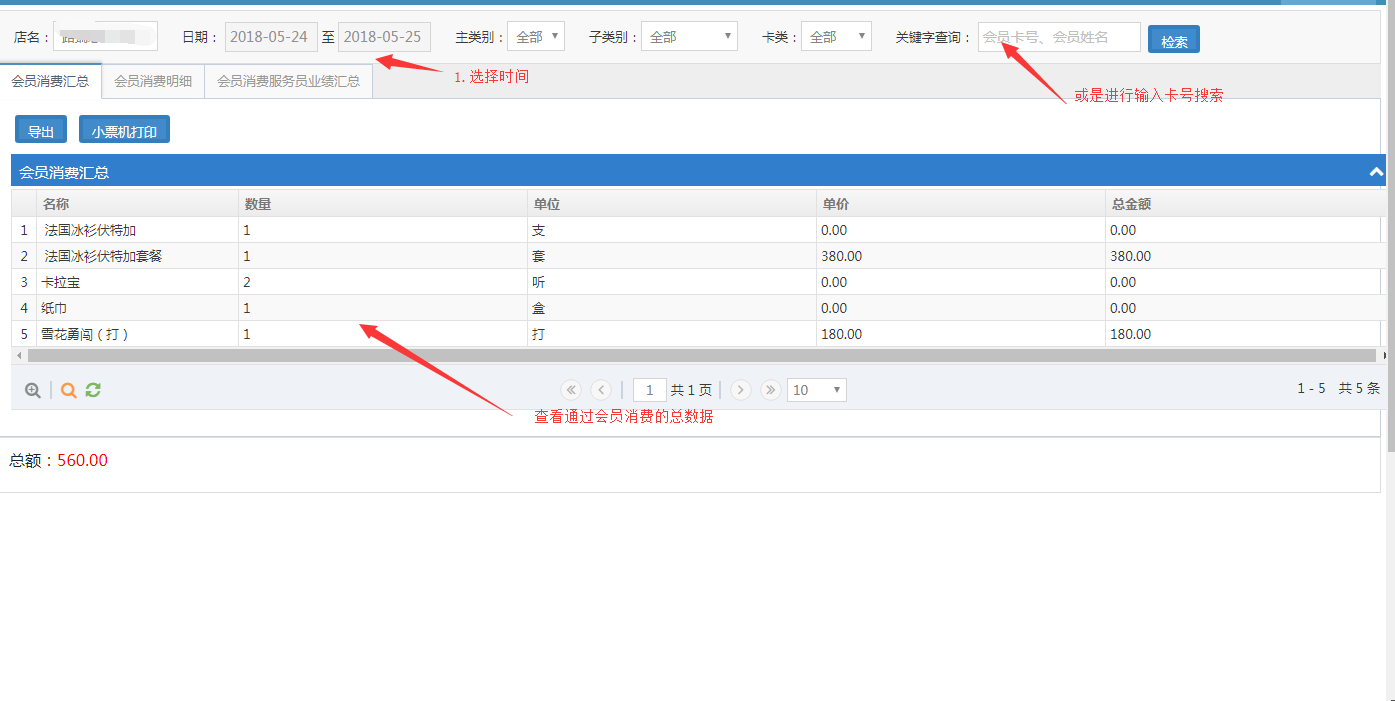 店名： 日期： 2018-05-24 至 2018-05-25 主类别： 全部 子类别： 全部 卡类： 全部 关键字查询： 会员卡号、会员姓名 检索
会员消费汇总 会员消费明细 会员消费服务员业绩汇总
1. 选择时间
或是进行输入卡号搜索
导出 小票机打印
会员消费汇总
名称 数量 单位 单价 总金额
1 法国冰衫伏特加 1 支 0.00 0.00
2 法国冰衫伏特加套餐 1 套 380.00 380.00
3 卡拉宝 2 听 0.00 0.00
4 纸巾 1 盒 0.00 0.00
5 雪花勇闯（打） 1 打 180.00 180.00
1 共 1 页 10 1 - 5 共 5 条
查看通过会员消费的总数据
总额：560.00